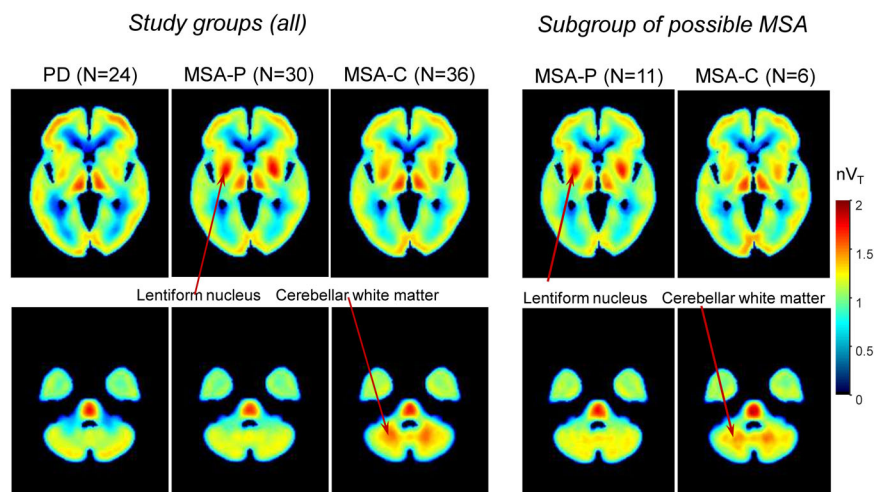 Study groups (all)
Subgroup of possible MSA
PD (N=24)
MSA-P (N=30)
MSA-C (N=36)
MSA-P (N=11)
MSA-C (N=6)
nVT
2
1.5
1
0.5
0
Lentiform nucleus
Cerebellar white matter
Lentiform nucleus
Cerebellar white matter